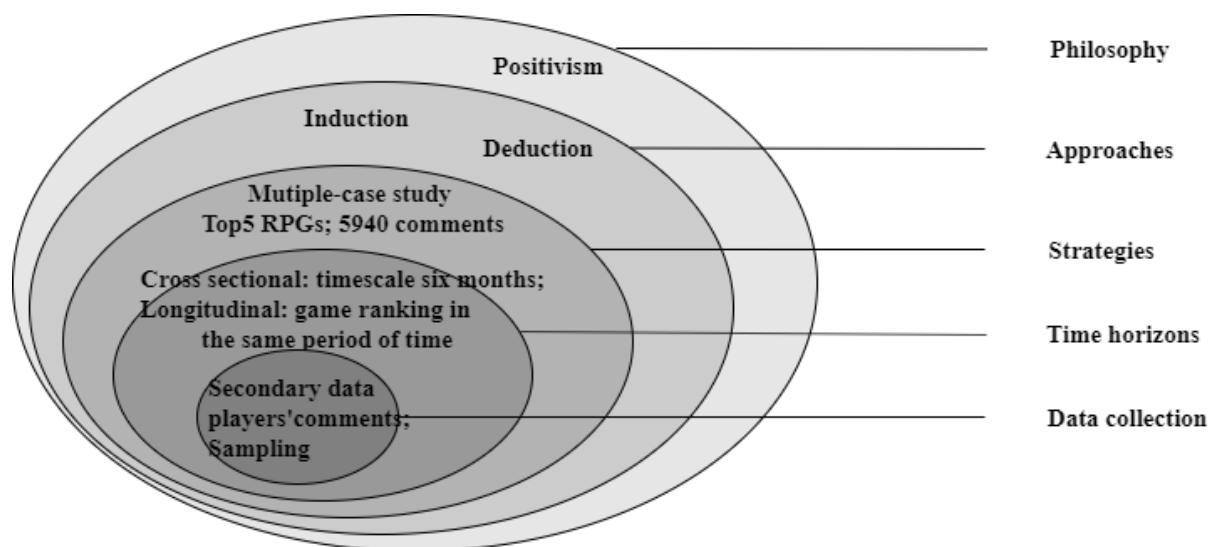 Positivism
Philosophy
Induction
Deduction
Approaches
Mutiple-case study
Top5 RPGs; 5940 comments
Strategies
Cross sectional: timescale six months;
Longitudinal: game ranking in
the same period of time
Time horizons
Secondary data
players'comments;
Sampling
Data collection